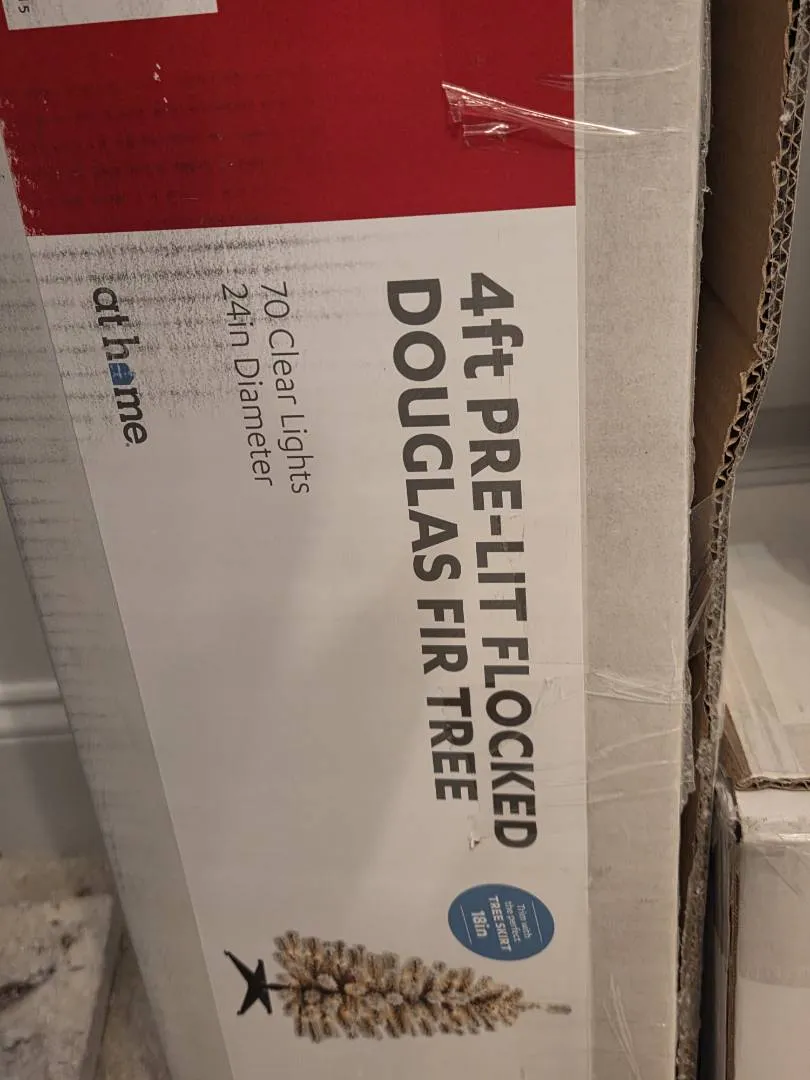 4ft PRE-LIT FLOCKED
DOUGLAS FIR TREE
70 Clear Lights
24in Diameter
at home
Trim with
the perfect
TREE SKIRT
18in